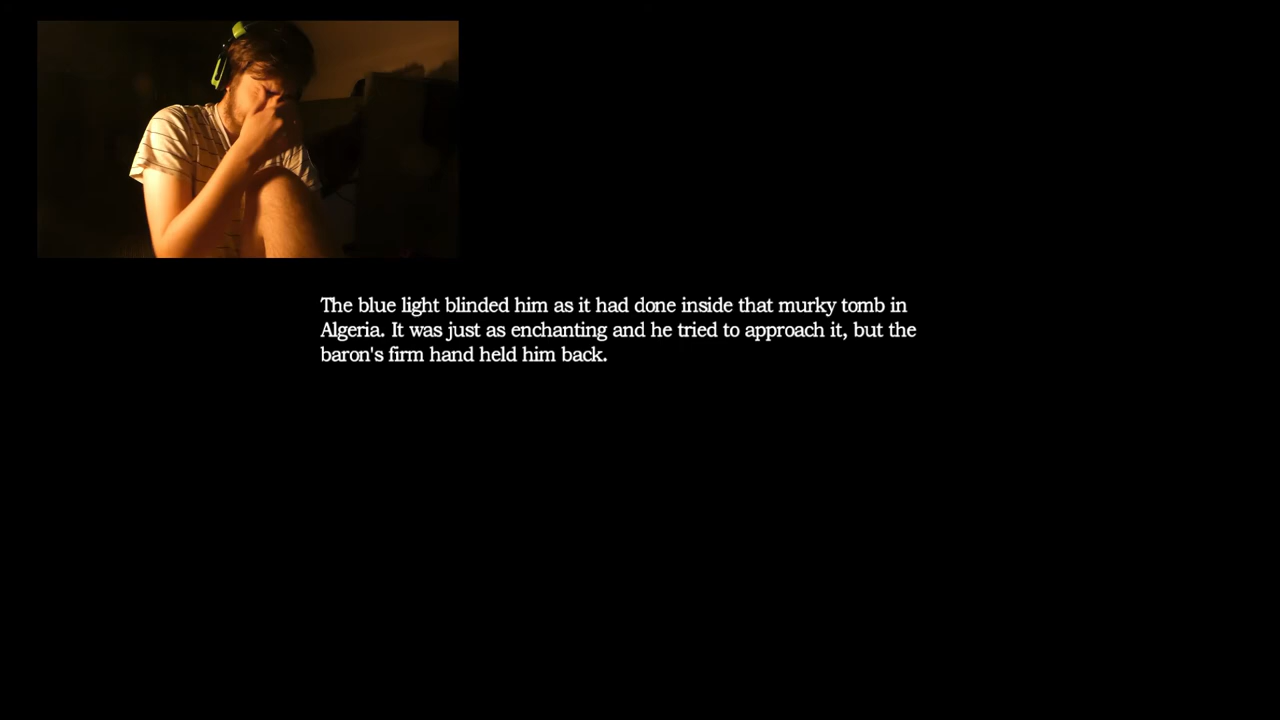 The blue light blinded him as it had done inside that murky tomb in
Algeria. It was just as enchanting and he tried to approach it, but the
baron's firm hand held him back.